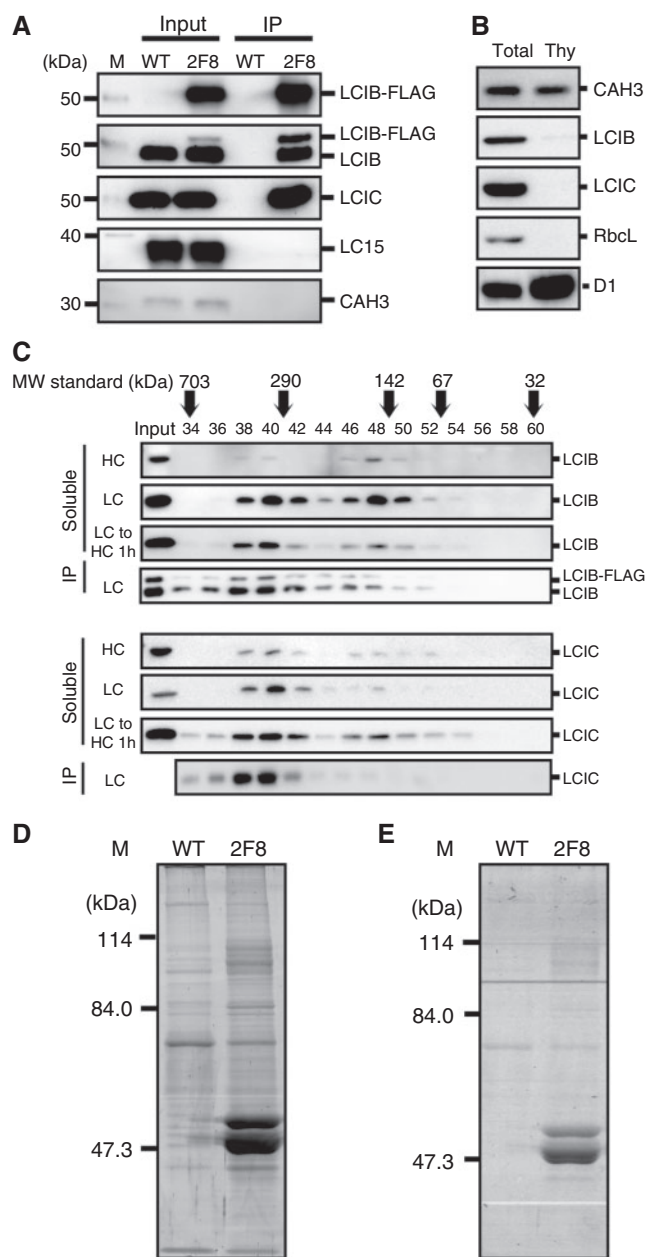 A
Input IP
(kDa) M WT 2F8 WT 2F8
50 LCIB-FLAG
50 LCIB-FLAG
LCIB
50 LCIC
40 LC15
30 CAH3
B
Total Thy
CAH3
LCIB
LCIC
RbcL
D1
C
MW standard (kDa) 703 290 142 67 32
Input 34 36 38 40 42 44 46 48 50 52 54 56 58 60
Soluble
HC LCIB
LC LCIB
LC to
HC 1h LCIB
IP
LC LCIB-FLAG
LCIB
Soluble
HC LCIC
LC LCIC
LC to
HC 1h LCIC
IP
LC LCIC
D
M WT 2F8
(kDa)
114
84.0
47.3
E
M WT 2F8
(kDa)
114
84.0
47.3